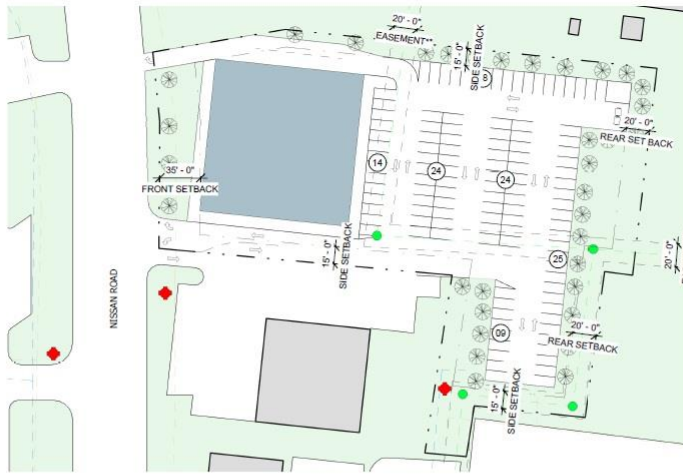 20' - 0"
EASEMENT**
15' - 0"
SIDE SETBACK
8
20' - 0"
REAR SET BACK
14
24
24
35' - 0"
FRONT SETBACK
15' - 0"
SIDE SETBACK
25
20' - 0"
NISSAN ROAD
09
20' - 0"
REAR SETBACK
15' - 0"
SIDE SETBACK